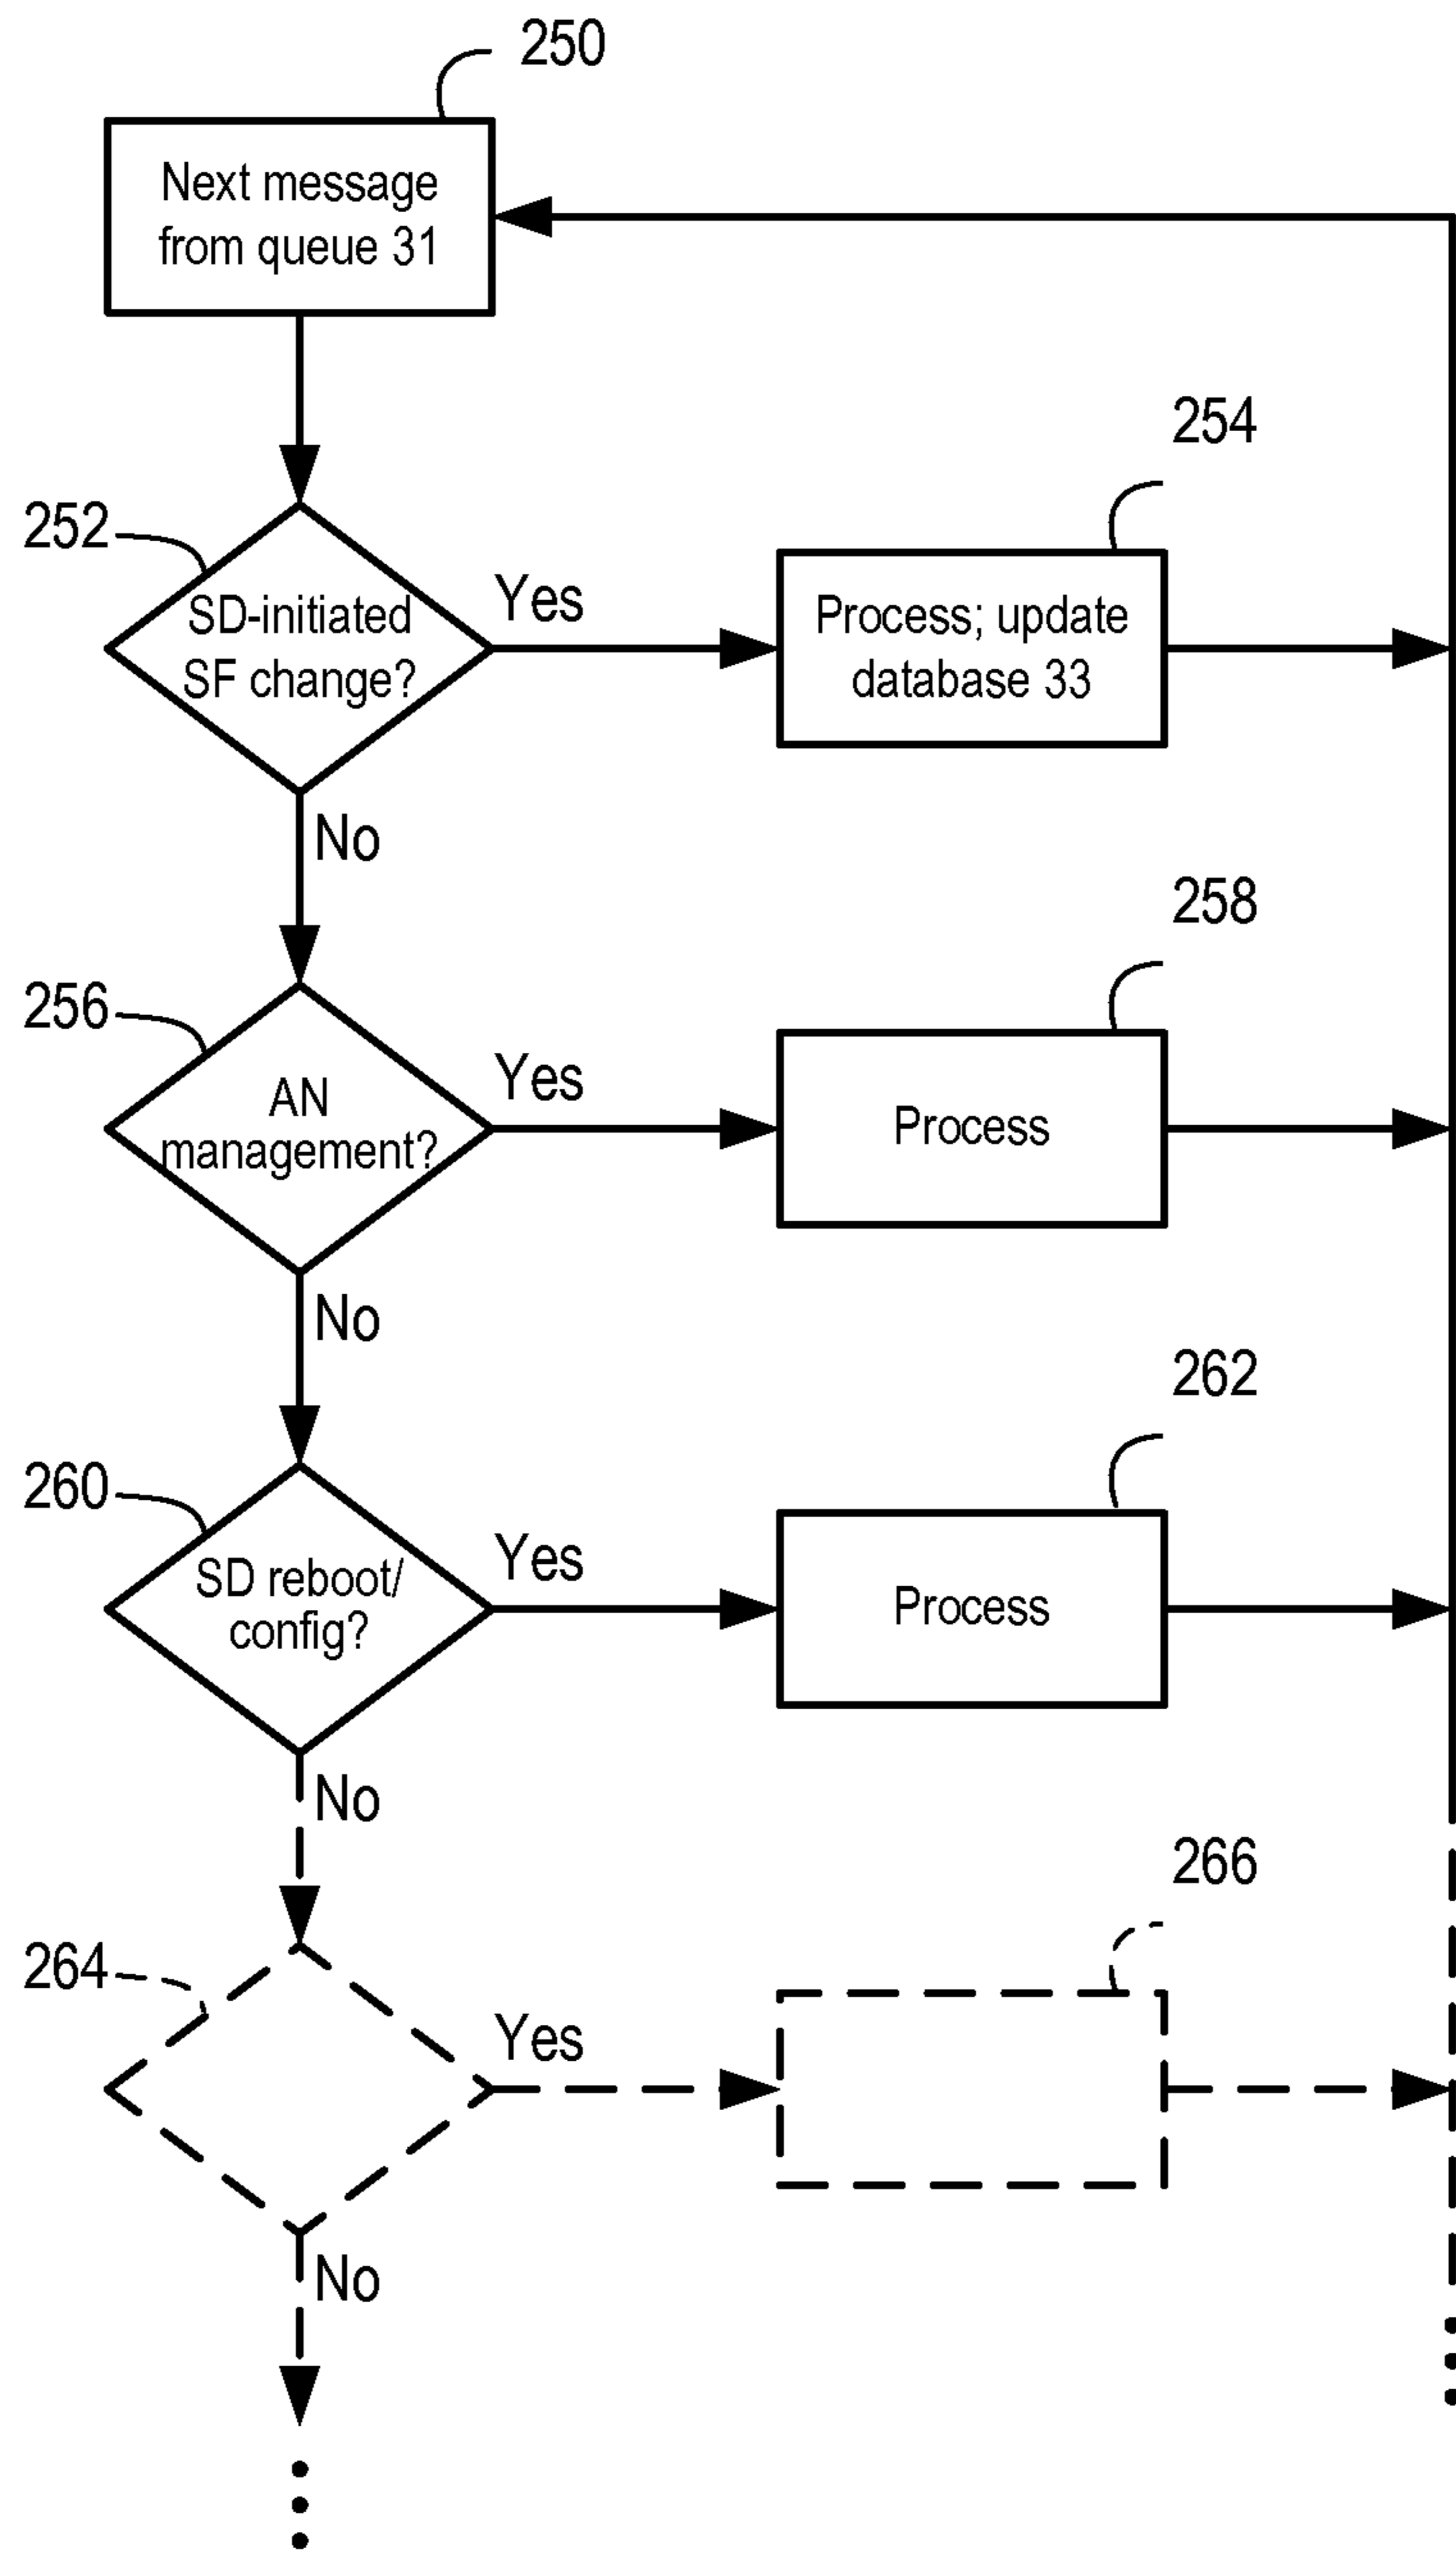 250
Next message
from queue 31
254
252
SD-initiated
SF change?
Yes
Process; update
database 33
No
258
256
AN
management?
Yes
Process
No
262
260
SD reboot/
config?
Yes
Process
No
266
264
Yes
No